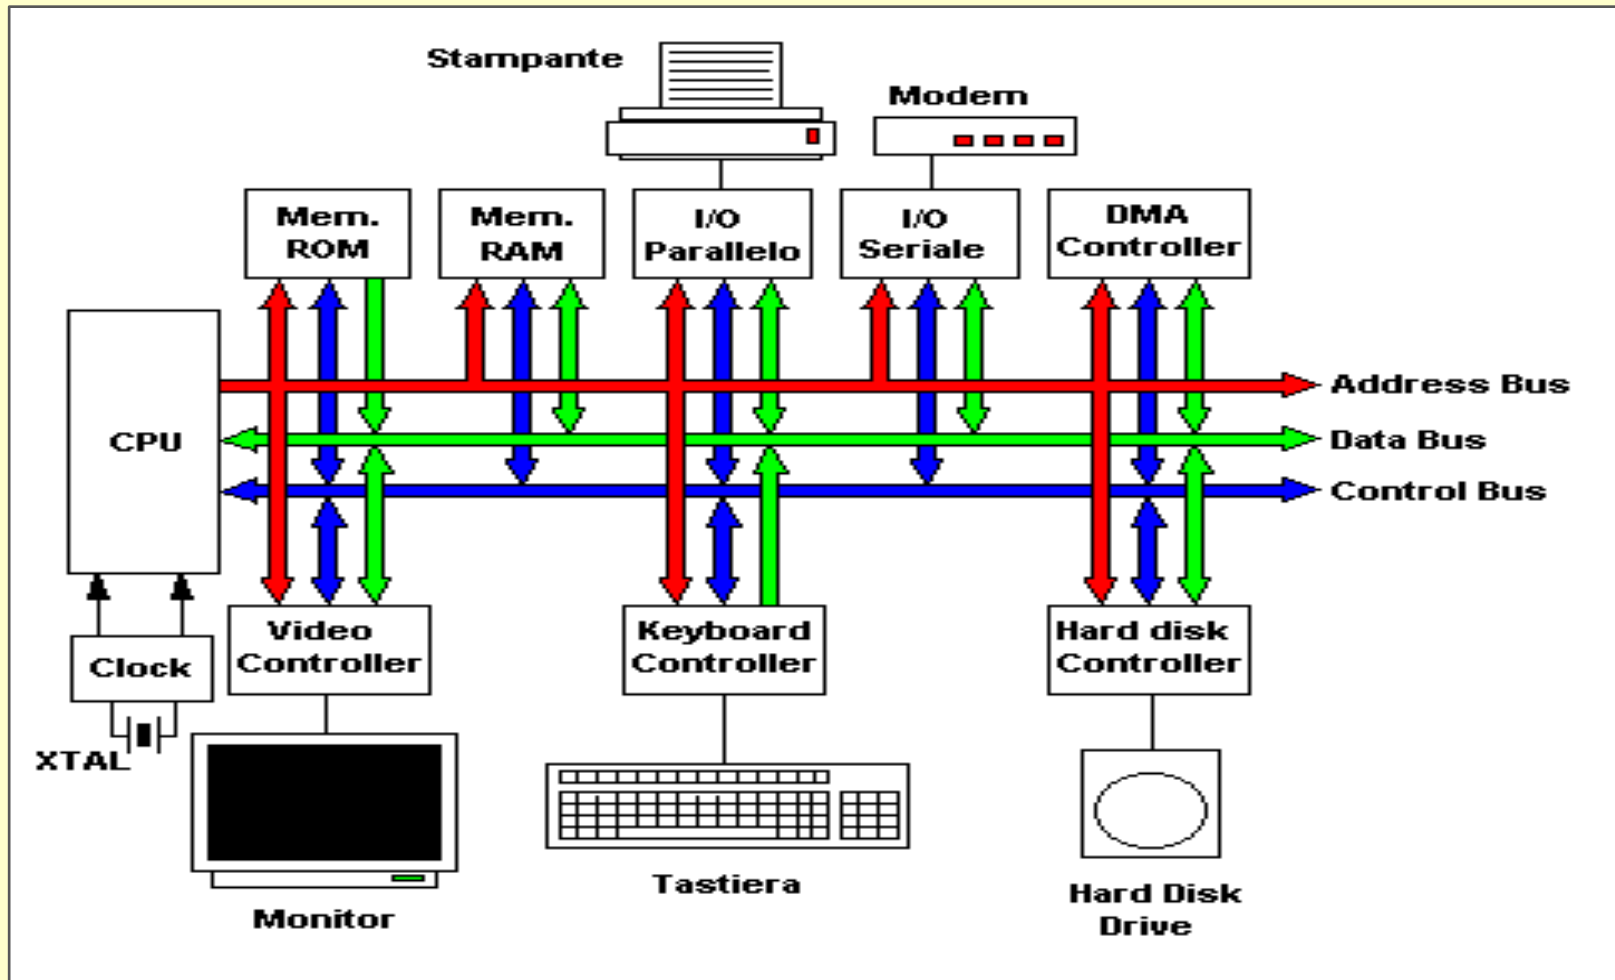 Stampante
Modem
Mem.
ROM
Mem.
RAM
I/O
Parallelo
I/O
Seriale
DMA
Controller
Address Bus
CPU
Data Bus
Control Bus
Video
Controller
Keyboard
Controller
Hard disk
Controller
Clock
XTAL
Tastiera
Hard Disk
Drive
Monitor